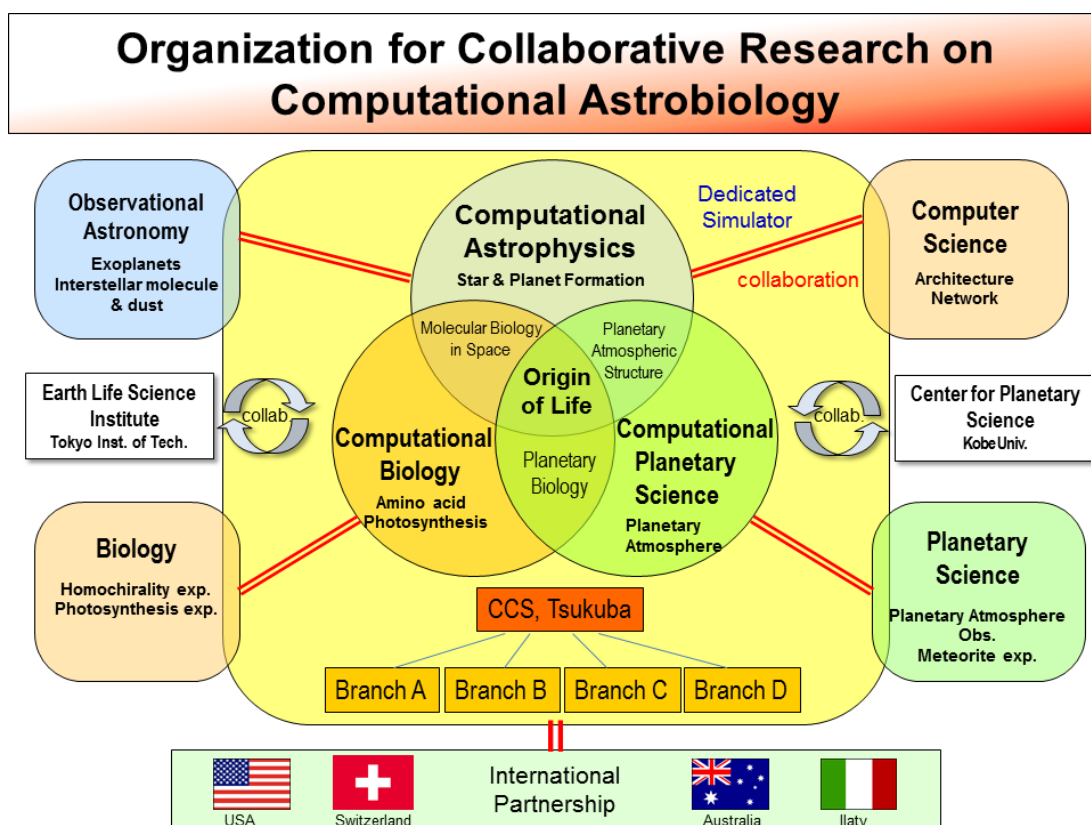 Organization for Collaborative Research on
Computational Astrobiology
Observational
Astronomy
Exoplanets
Interstellar molecule
& dust
Computational
Astrophysics
Star & Planet Formation
Dedicated
Simulator
collaboration
Computer
Science
Architecture
Network
Molecular Biology
in Space
Planetary
Atmospheric
Structure
Origin
of Life
Earth Life Science
Institute
Tokyo Inst. of Tech.
collab.
Computational
Biology
Amino acid
Photosynthesis
Planetary
Biology
Computational
Planetary
Science
Planetary
Atmosphere
collab.
Center for Planetary
Science
Kobe Univ.
Biology
Homochirality exp.
Photosynthesis exp.
Planetary
Science
Planetary Atmosphere
Obs.
Meteorite exp.
CCS, Tsukuba
Branch A
Branch B
Branch C
Branch D
International
Partnership
USA
Switzerland
Australia
Ilaty